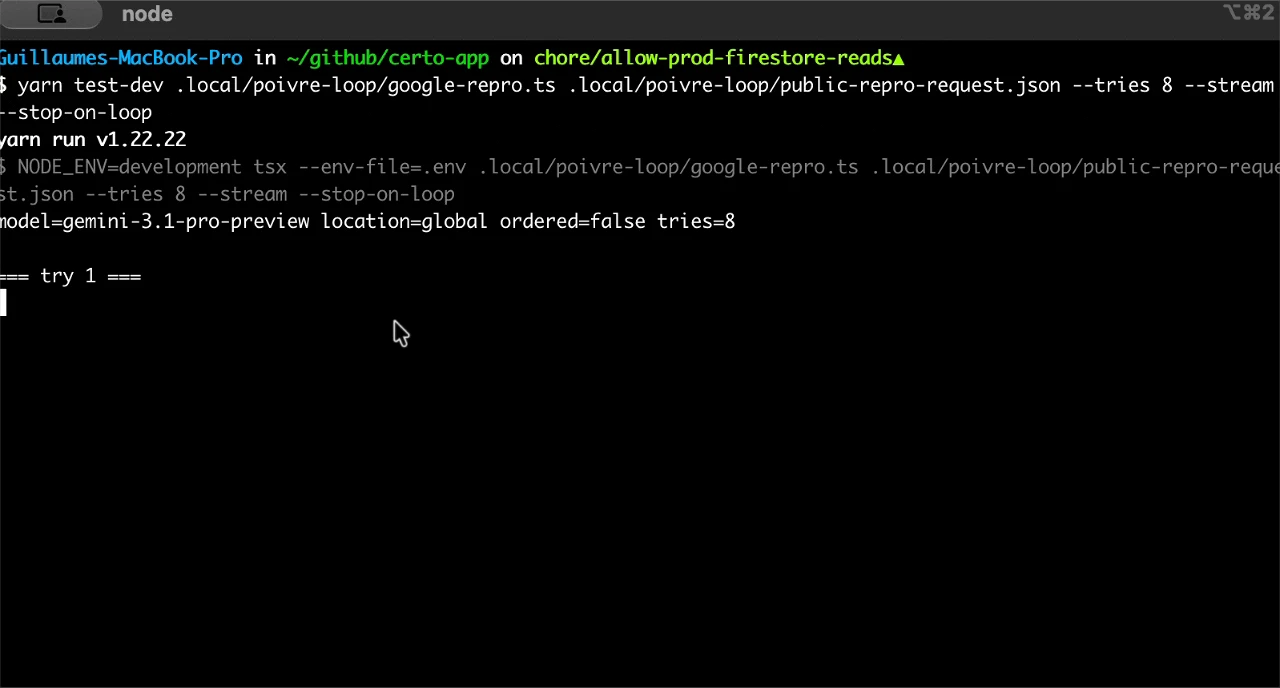 node
⌥⌘2
Guillaumes-MacBook-Pro in ~/github/certo-app on chore/allow-prod-firestore-reads▲
$ yarn test-dev .local/poivre-loop/google-repro.ts .local/poivre-loop/public-repro-request.json --tries 8 --stream
--stop-on-loop
yarn run v1.22.22
$ NODE_ENV=development tsx --env-file=.env .local/poivre-loop/google-repro.ts .local/poivre-loop/public-repro-reque
st.json --tries 8 --stream --stop-on-loop
model=gemini-3.1-pro-preview location=global ordered=false tries=8
=== try 1 ===